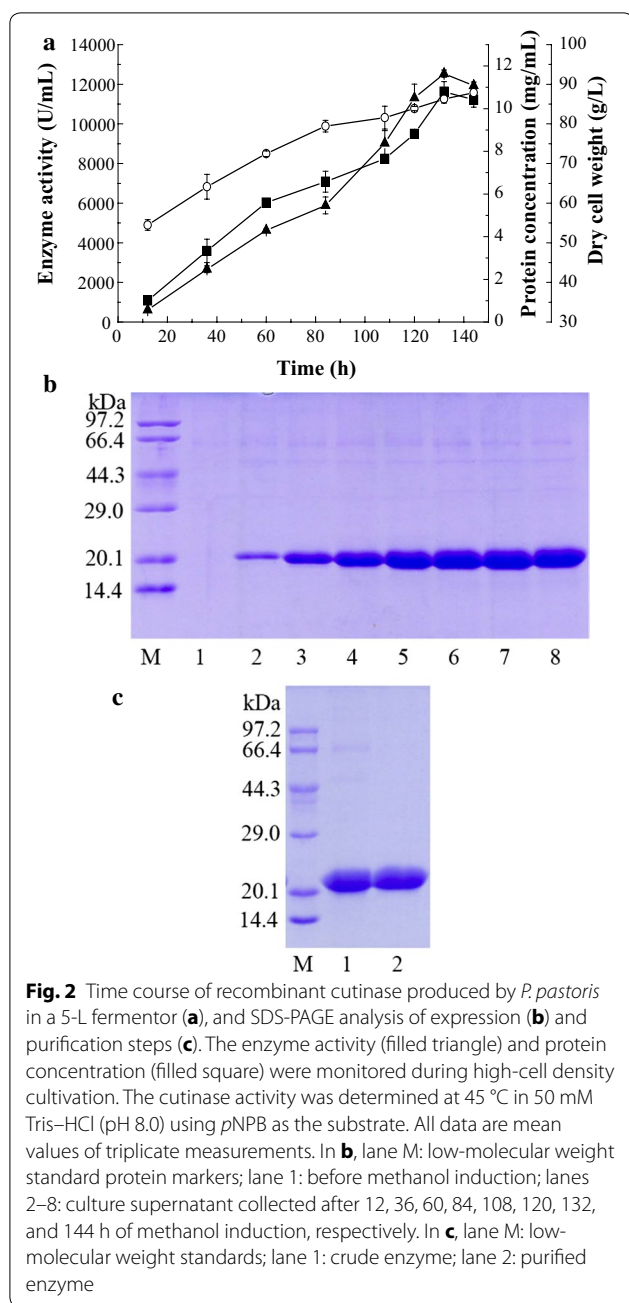 a
14000
12000
10000
8000
6000
4000
2000
0
Enzyme activity (U/mL)
0 20 40 60 80 100 120 140
Time (h)
12
10
8
6
4
2
0
Protein concentration (mg/mL)
100
90
80
70
60
50
40
30
Dry cell weight (g/L)
b
kDa
97.2
66.4
44.3
29.0
20.1
14.4
M 1 2 3 4 5 6 7 8
c
kDa
97.2
66.4
44.3
29.0
20.1
14.4
M 1 2
Fig. 2 Time course of recombinant cutinase produced by P. pastoris
in a 5-L fermentor (a), and SDS-PAGE analysis of expression (b) and
purification steps (c). The enzyme activity (filled triangle) and protein
concentration (filled square) were monitored during high-cell density
cultivation. The cutinase activity was determined at 45 °C in 50 mM
Tris–HCl (pH 8.0) using pNPB as the substrate. All data are mean
values of triplicate measurements. In b, lane M: low-molecular weight
standard protein markers; lane 1: before methanol induction; lanes
2–8: culture supernatant collected after 12, 36, 60, 84, 108, 120, 132,
and 144 h of methanol induction, respectively. In c, lane M: low-
molecular weight standards; lane 1: crude enzyme; lane 2: purified
enzyme